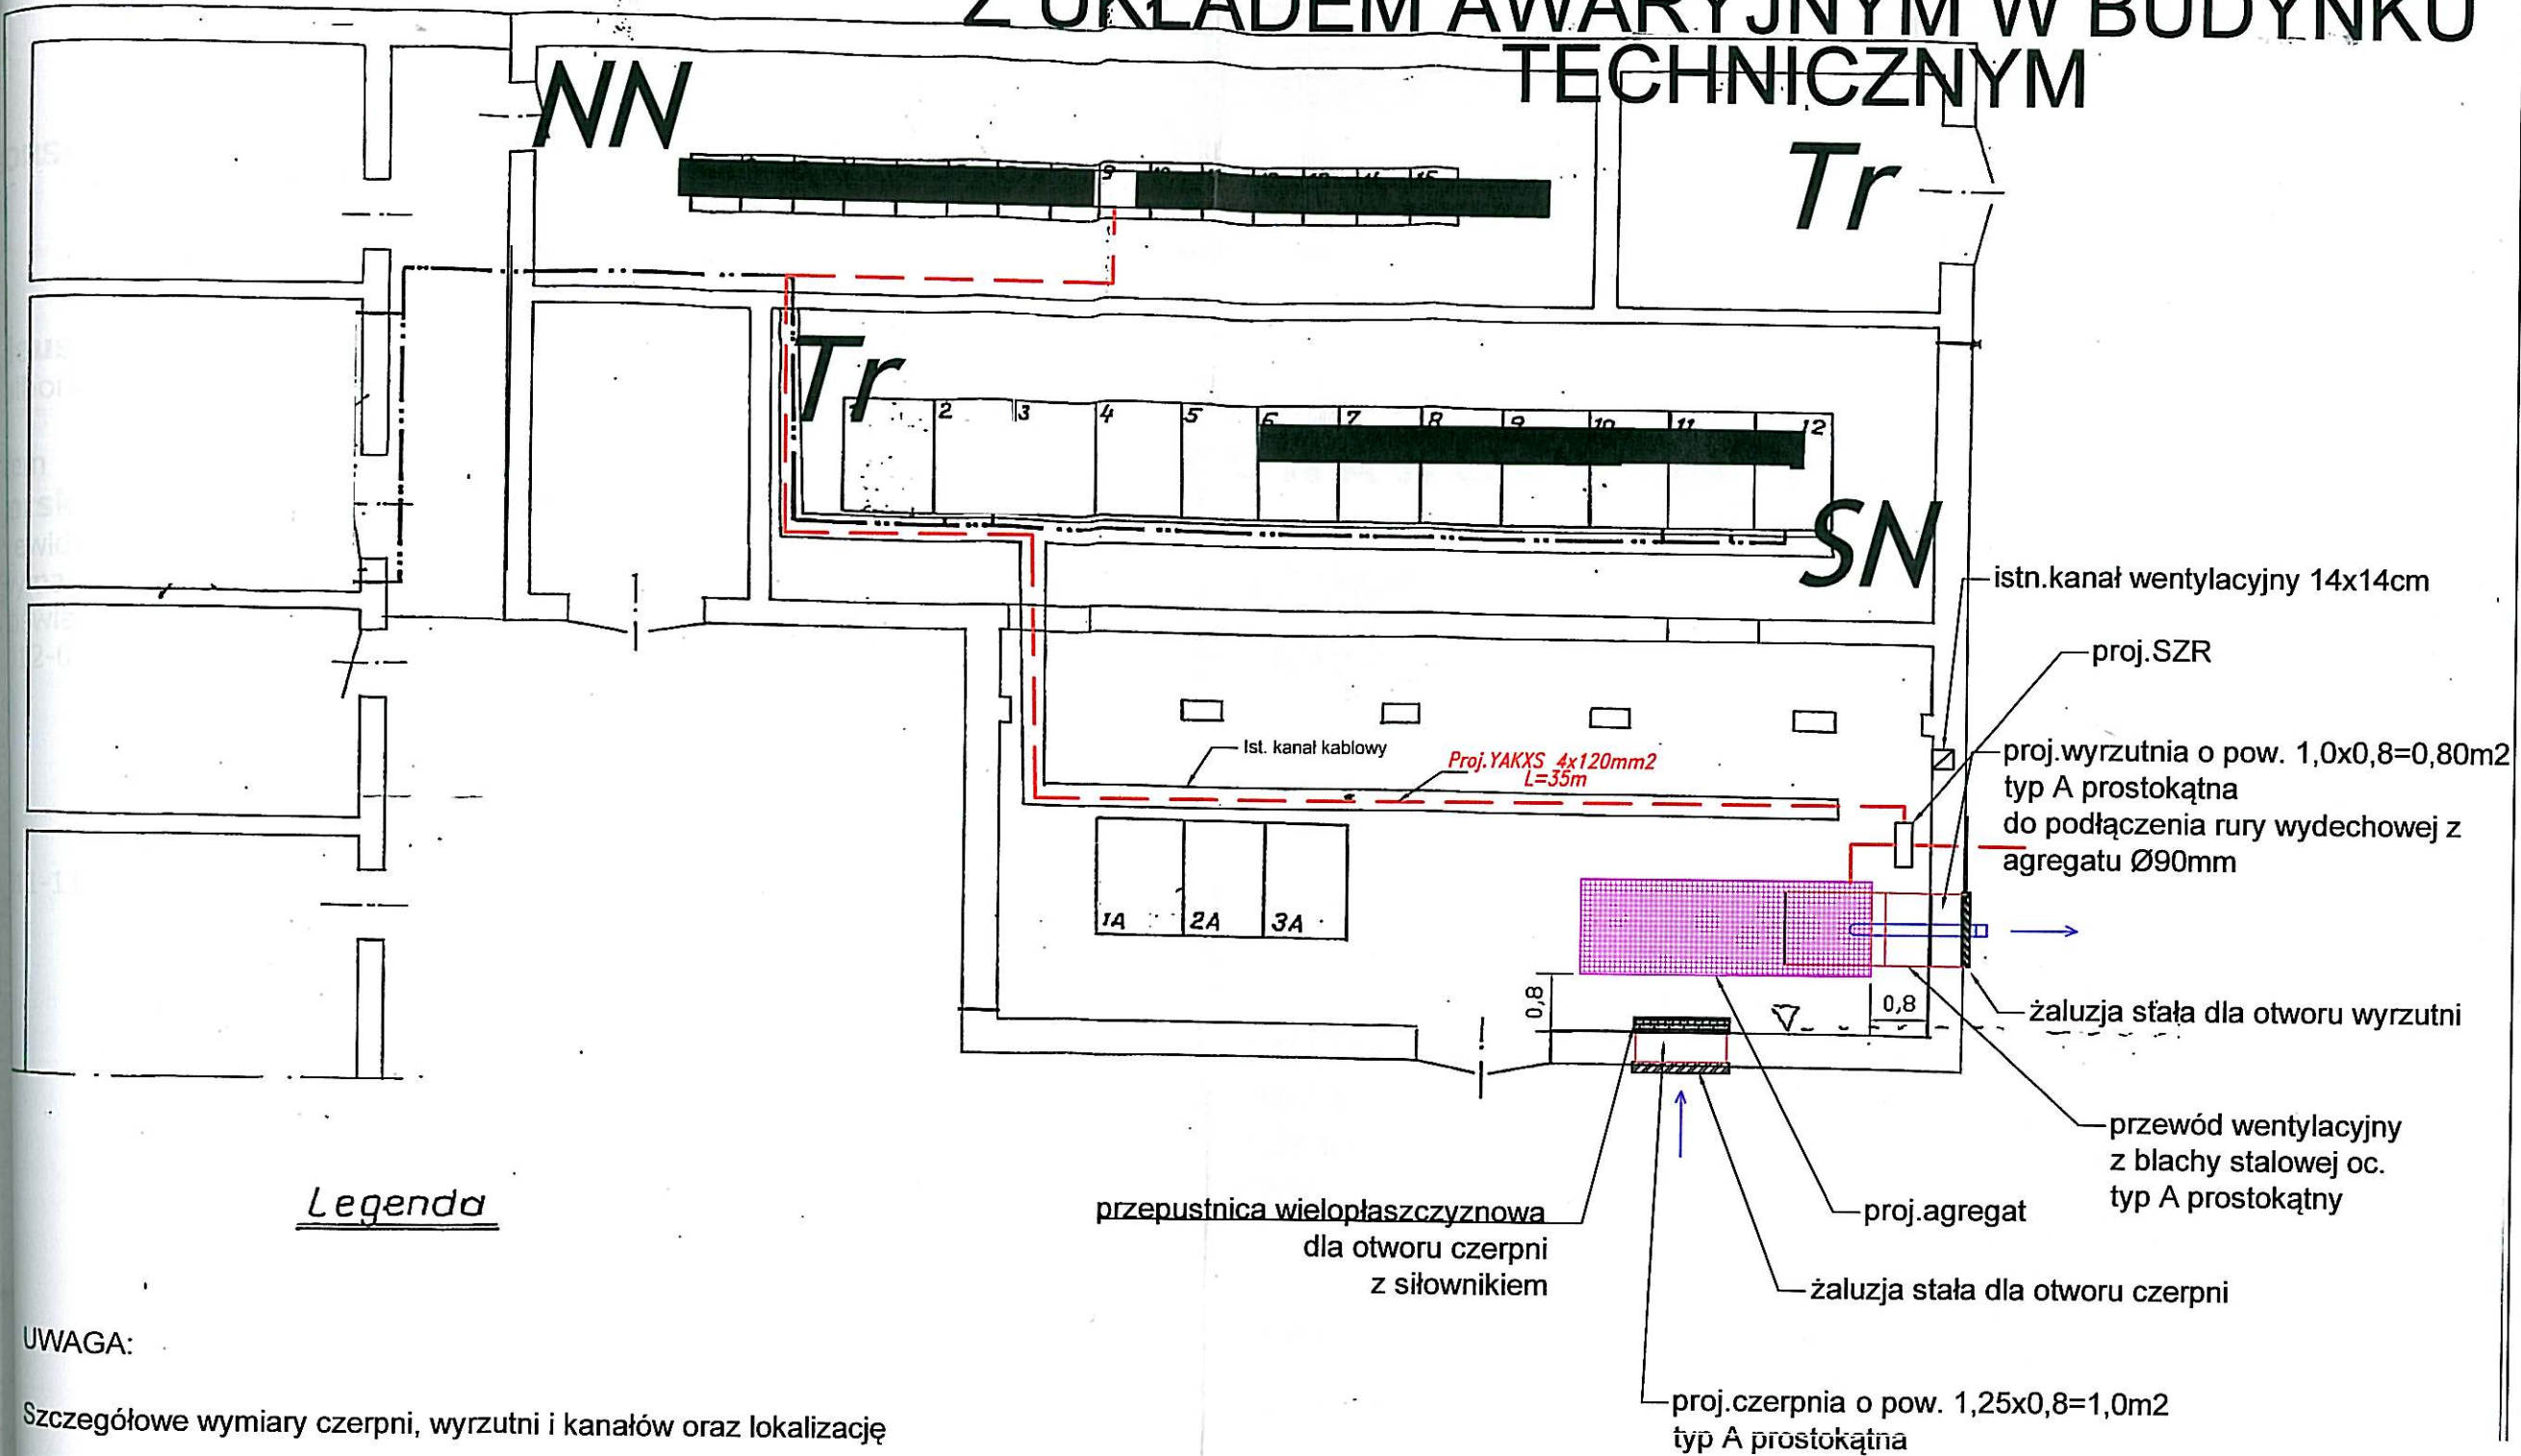 Z UKŁADEM AWARYJNYM W BUDYNKU
TECHNICZNYM
NN
Tr
9
Tr
2 3 4 5 6 7 8 9 10 11 12
SN
istn.kanał wentylacyjny 14x14cm
proj.SZR
proj.wyrzutnia o pow. 1,0x0,8=0,80m2
typ A prostokątna
do podłączenia rury wydechowej z
agregatu Ø90mm
Ist. kanał kablowy
Proj.YAKXS 4x120mm2
L=35m
1A 2A 3A
0,8
0,8
żaluzja stała dla otworu wyrzutni
przewód wentylacyjny
z blachy stalowej oc.
typ A prostokątny
przepustnica wielopłaszczyznowa
dla otworu czerpni
z siłownikiem
proj.agregat
żaluzja stała dla otworu czerpni
proj.czerpnia o pow. 1,25x0,8=1,0m2
typ A prostokątna
Legenda
UWAGA:
Szczegółowe wymiary czerpni, wyrzutni i kanałów oraz lokalizację